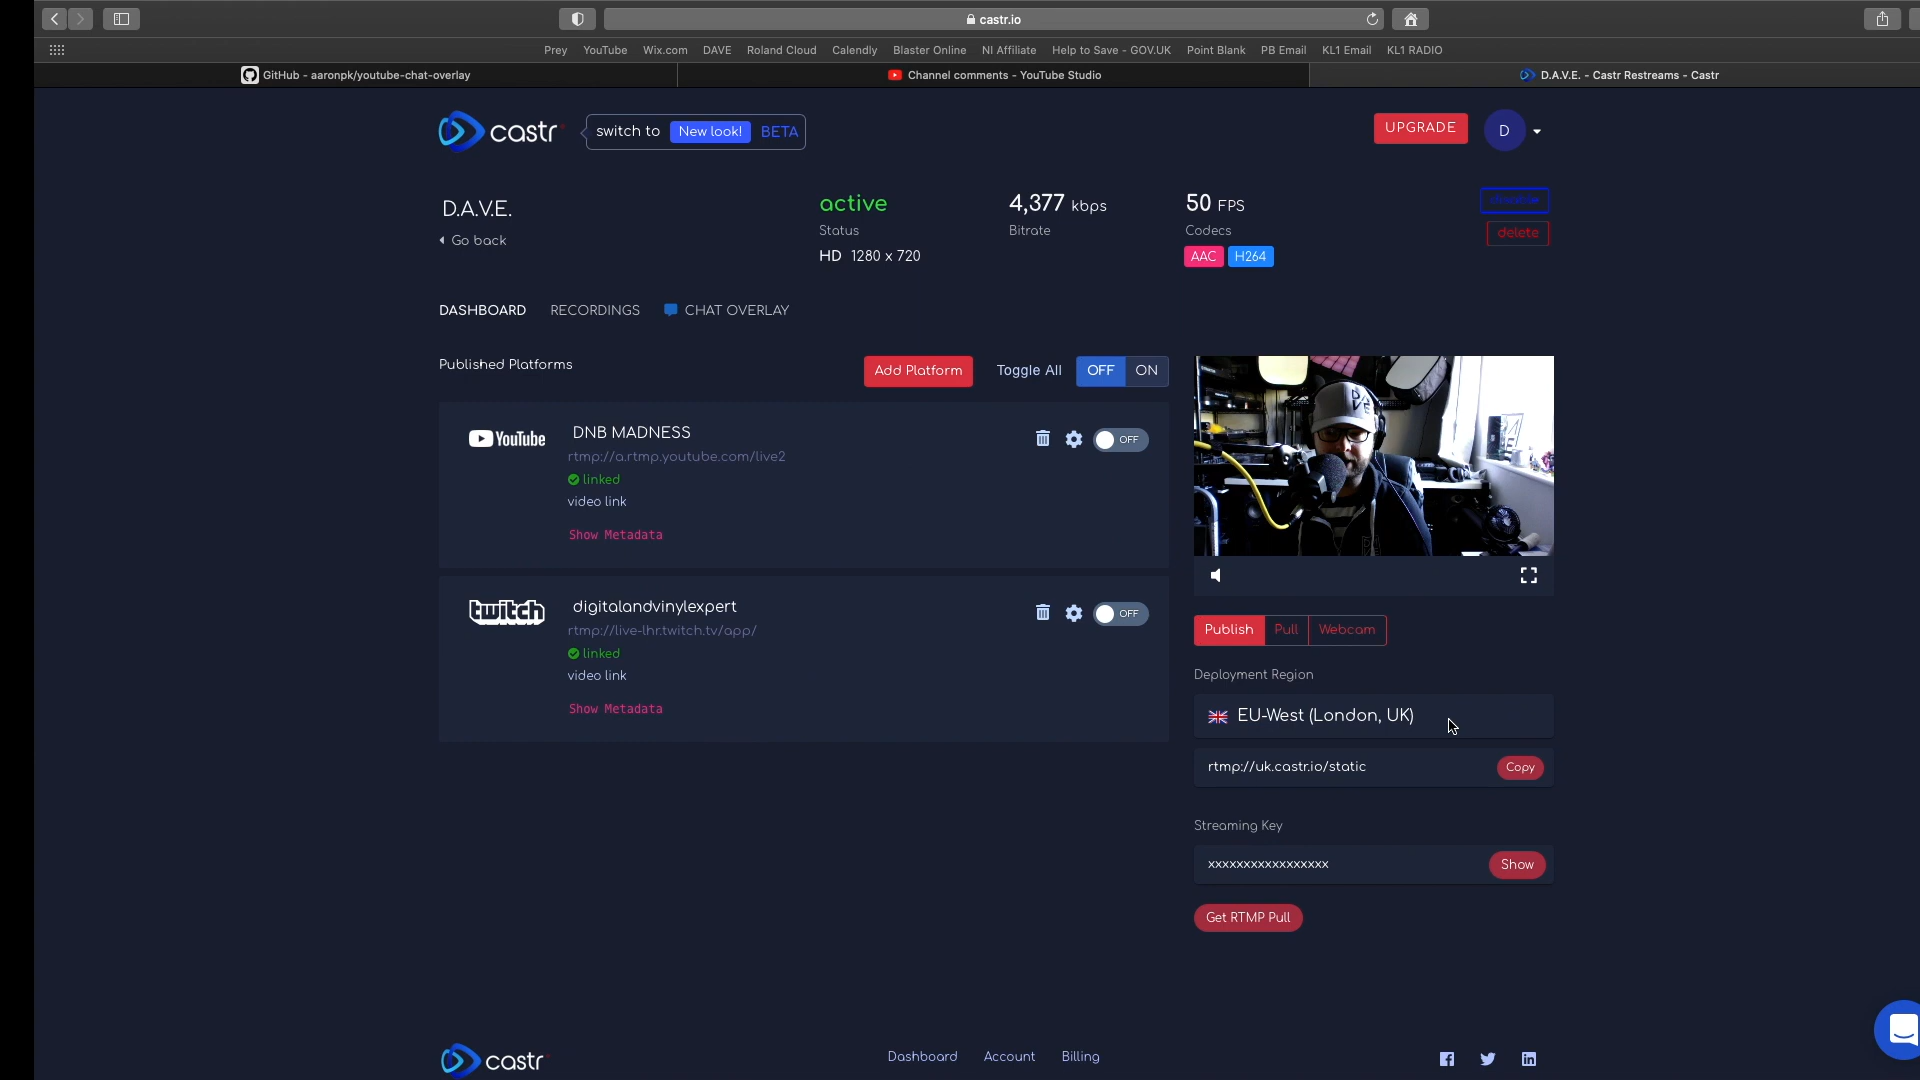 castr.io
Prey YouTube Wix.com DAVE Roland Cloud Calendly Blaster Online NI Affiliate Help to Save - GOV.UK Point Blank PB Email KL1 Email KL1 RADIO
GitHub - aaronpk/youtube-chat-overlay
Channel comments - YouTube Studio
D.A.V.E. - Castr Restreams - Castr
castr
switch to New look! BETA
UPGRADE
D
D.A.V.E.
Go back
active
Status
HD 1280 x 720
4,377 kbps
Bitrate
50 FPS
Codecs
AAC H264
disable
delete
DASHBOARD RECORDINGS CHAT OVERLAY
Published Platforms
Add Platform
Toggle All OFF ON
YouTube
DNB MADNESS
rtmp://a.rtmp.youtube.com/live2
linked
video link
Show Metadata
OFF
twitch
digitalandvinylexpert
rtmp://live-lhr.twitch.tv/app/
linked
video link
Show Metadata
OFF
DAVE
Publish Pull Webcam
Deployment Region
EU-West (London, UK)
rtmp://uk.castr.io/static
Copy
Streaming Key
xxxxxxxxxxxxxxxxx
Show
Get RTMP Pull
castr
Dashboard Account Billing